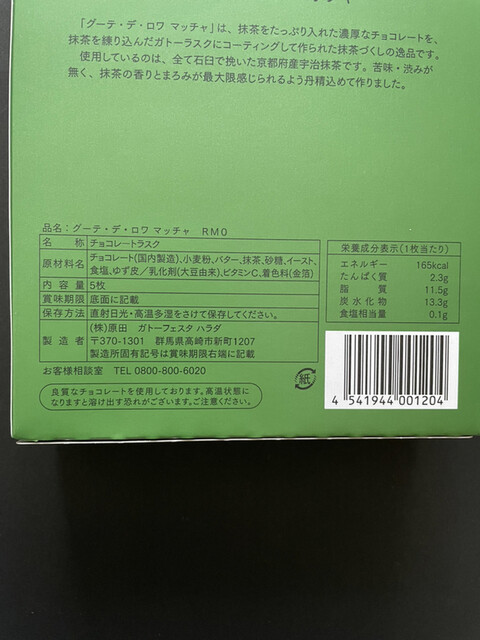 「グーテ・デ・ロワ マッチャ」は、抹茶をたっぷり入れた濃厚なチョコレートを、
抹茶を練り込んだガトーラスクにコーティングして作られた抹茶づくしの逸品です。
使用しているのは、全て石臼で挽いた京都府産宇治抹茶です。苦味・渋みが
無く、抹茶の香りとまろみが最大限感じられるよう丹精込めて作りました。
品名:グーテ・デ・ロワ マッチャ RM0
名 称 チョコレートラスク
原材料名 チョコレート(国内製造)、小麦粉、バター、抹茶、砂糖、イースト、
食塩、ゆず皮/乳化剤(大豆由来)、ビタミンC、着色料(金箔)
内 容 量 5枚
賞味期限 底面に記載
保存方法 直射日光・高温多湿をさけて保存してください。
製 造 者 (株)原田 ガトーフェスタ ハラダ
〒370-1301 群馬県高崎市新町1207
製造所固有記号は賞味期限右端に記載
お客様相談室 TEL 0800-800-6020
良質なチョコレートを使用しております。高温状態に
なりますと溶け出す恐れがございます。ご注意ください。
栄養成分表示(1枚当たり)
エネルギー 165kcal
たんぱく質 2.3g
脂 質 11.5g
炭水化物 13.3g
食塩相当量 0.1g
紙
4 541944 001204